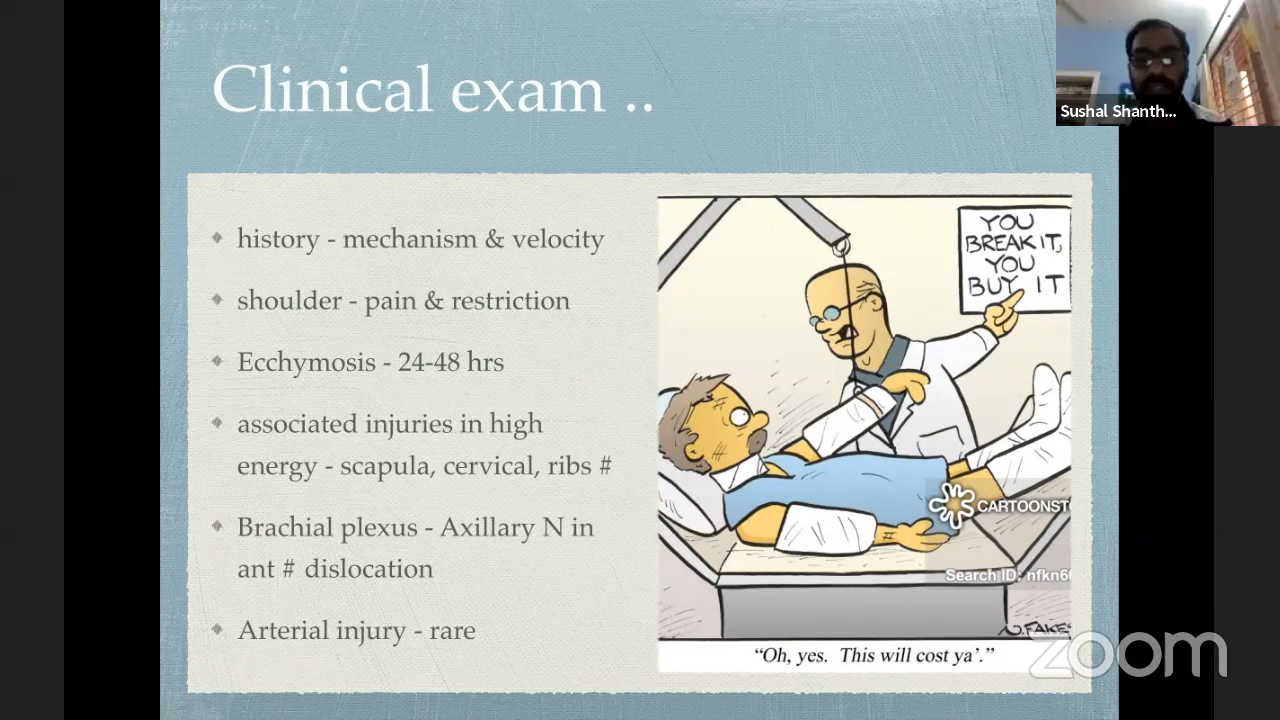 Clinical exam ..
Sushal Shanth...
history - mechanism & velocity
shoulder - pain & restriction
Ecchymosis - 24-48 hrs
associated injuries in high
energy - scapula, cervical, ribs #
Brachial plexus - Axillary N in
ant # dislocation
Arterial injury - rare
YOU
BREAK IT,
YOU
BUY IT
CARTOONST
Search ID: nfkn60
N.FAKES
"Oh, yes. This will cost ya'."
zoom